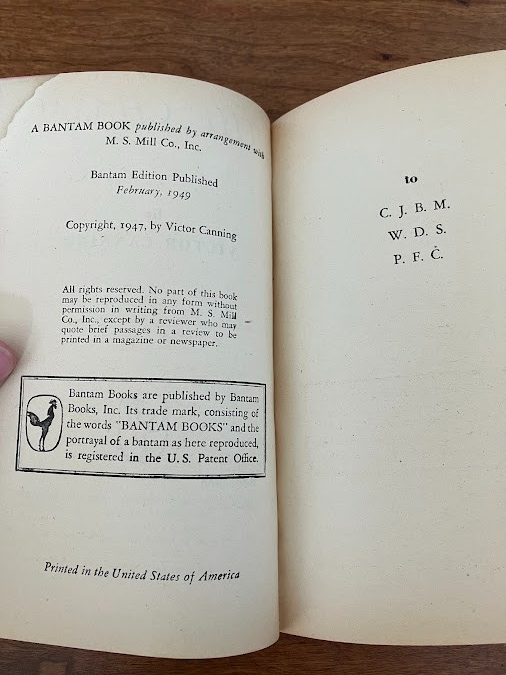 A BANTAM BOOK published by arrangement with
M. S. Mill Co., Inc.
Bantam Edition Published
February, 1949
Copyright, 1947, by Victor Canning
All rights reserved. No part of this book
may be reproduced in any form without
permission in writing from M. S. Mill
Co., Inc., except by a reviewer who may
quote brief passages in a review to be
printed in a magazine or newspaper.
Bantam Books are published by Bantam
Books, Inc. Its trade mark, consisting of
the words "BANTAM BOOKS" and the
portrayal of a bantam as here reproduced,
is registered in the U. S. Patent Office.
Printed in the United States of America
to
C. J. B. M.
W. D. S.
P. F. C.